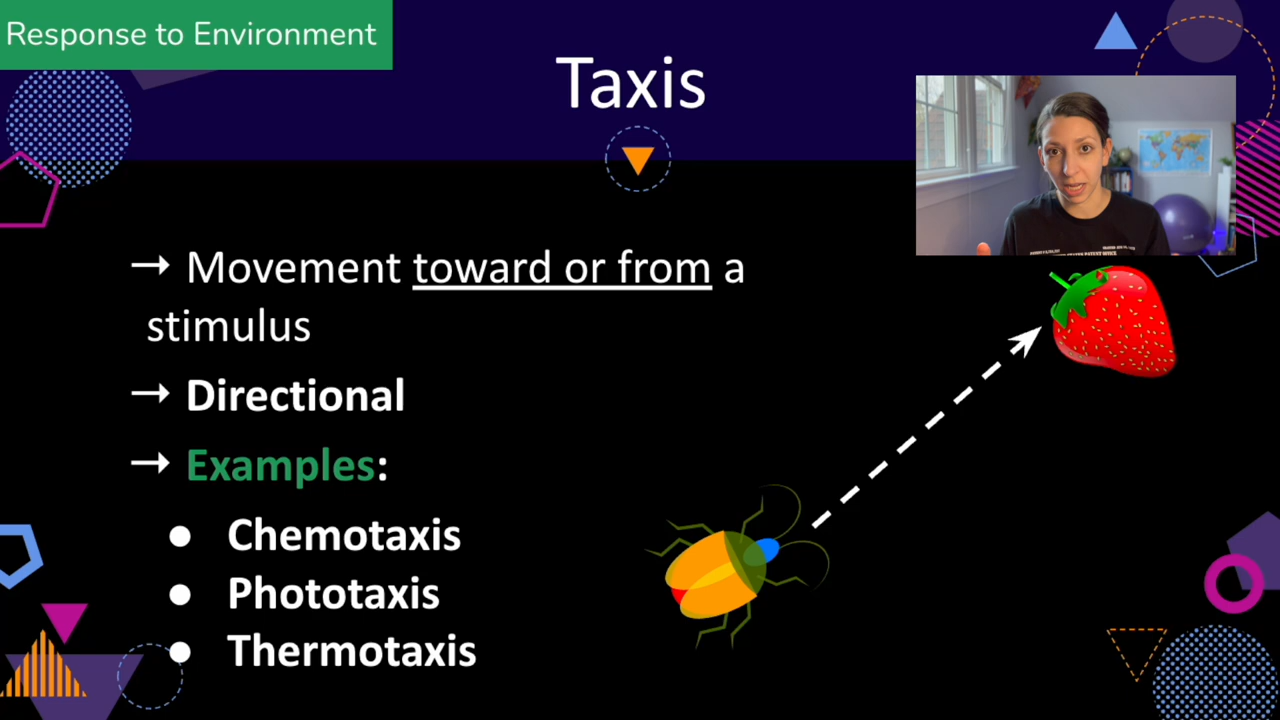 Response to Environment
Taxis
→ Movement toward or from a
stimulus
→ Directional
→ Examples:
● Chemotaxis
● Phototaxis
● Thermotaxis